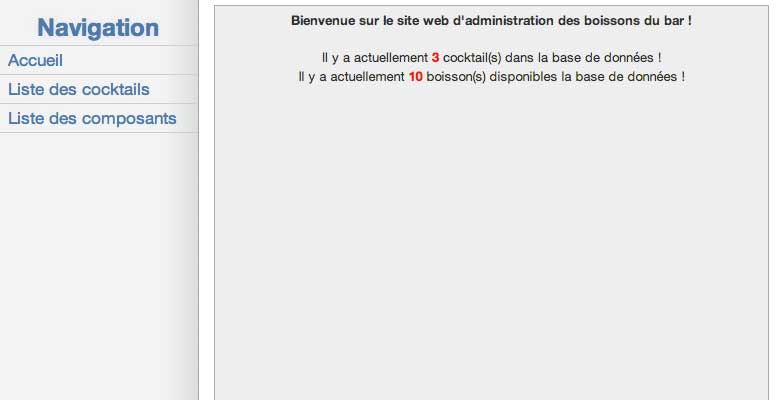 Navigation
Accueil
Liste des cocktails
Liste des composants
Bienvenue sur le site web d'administration des boissons du bar !
Il y a actuellement 3 cocktail(s) dans la base de données !
Il y a actuellement 10 boisson(s) disponibles la base de données !